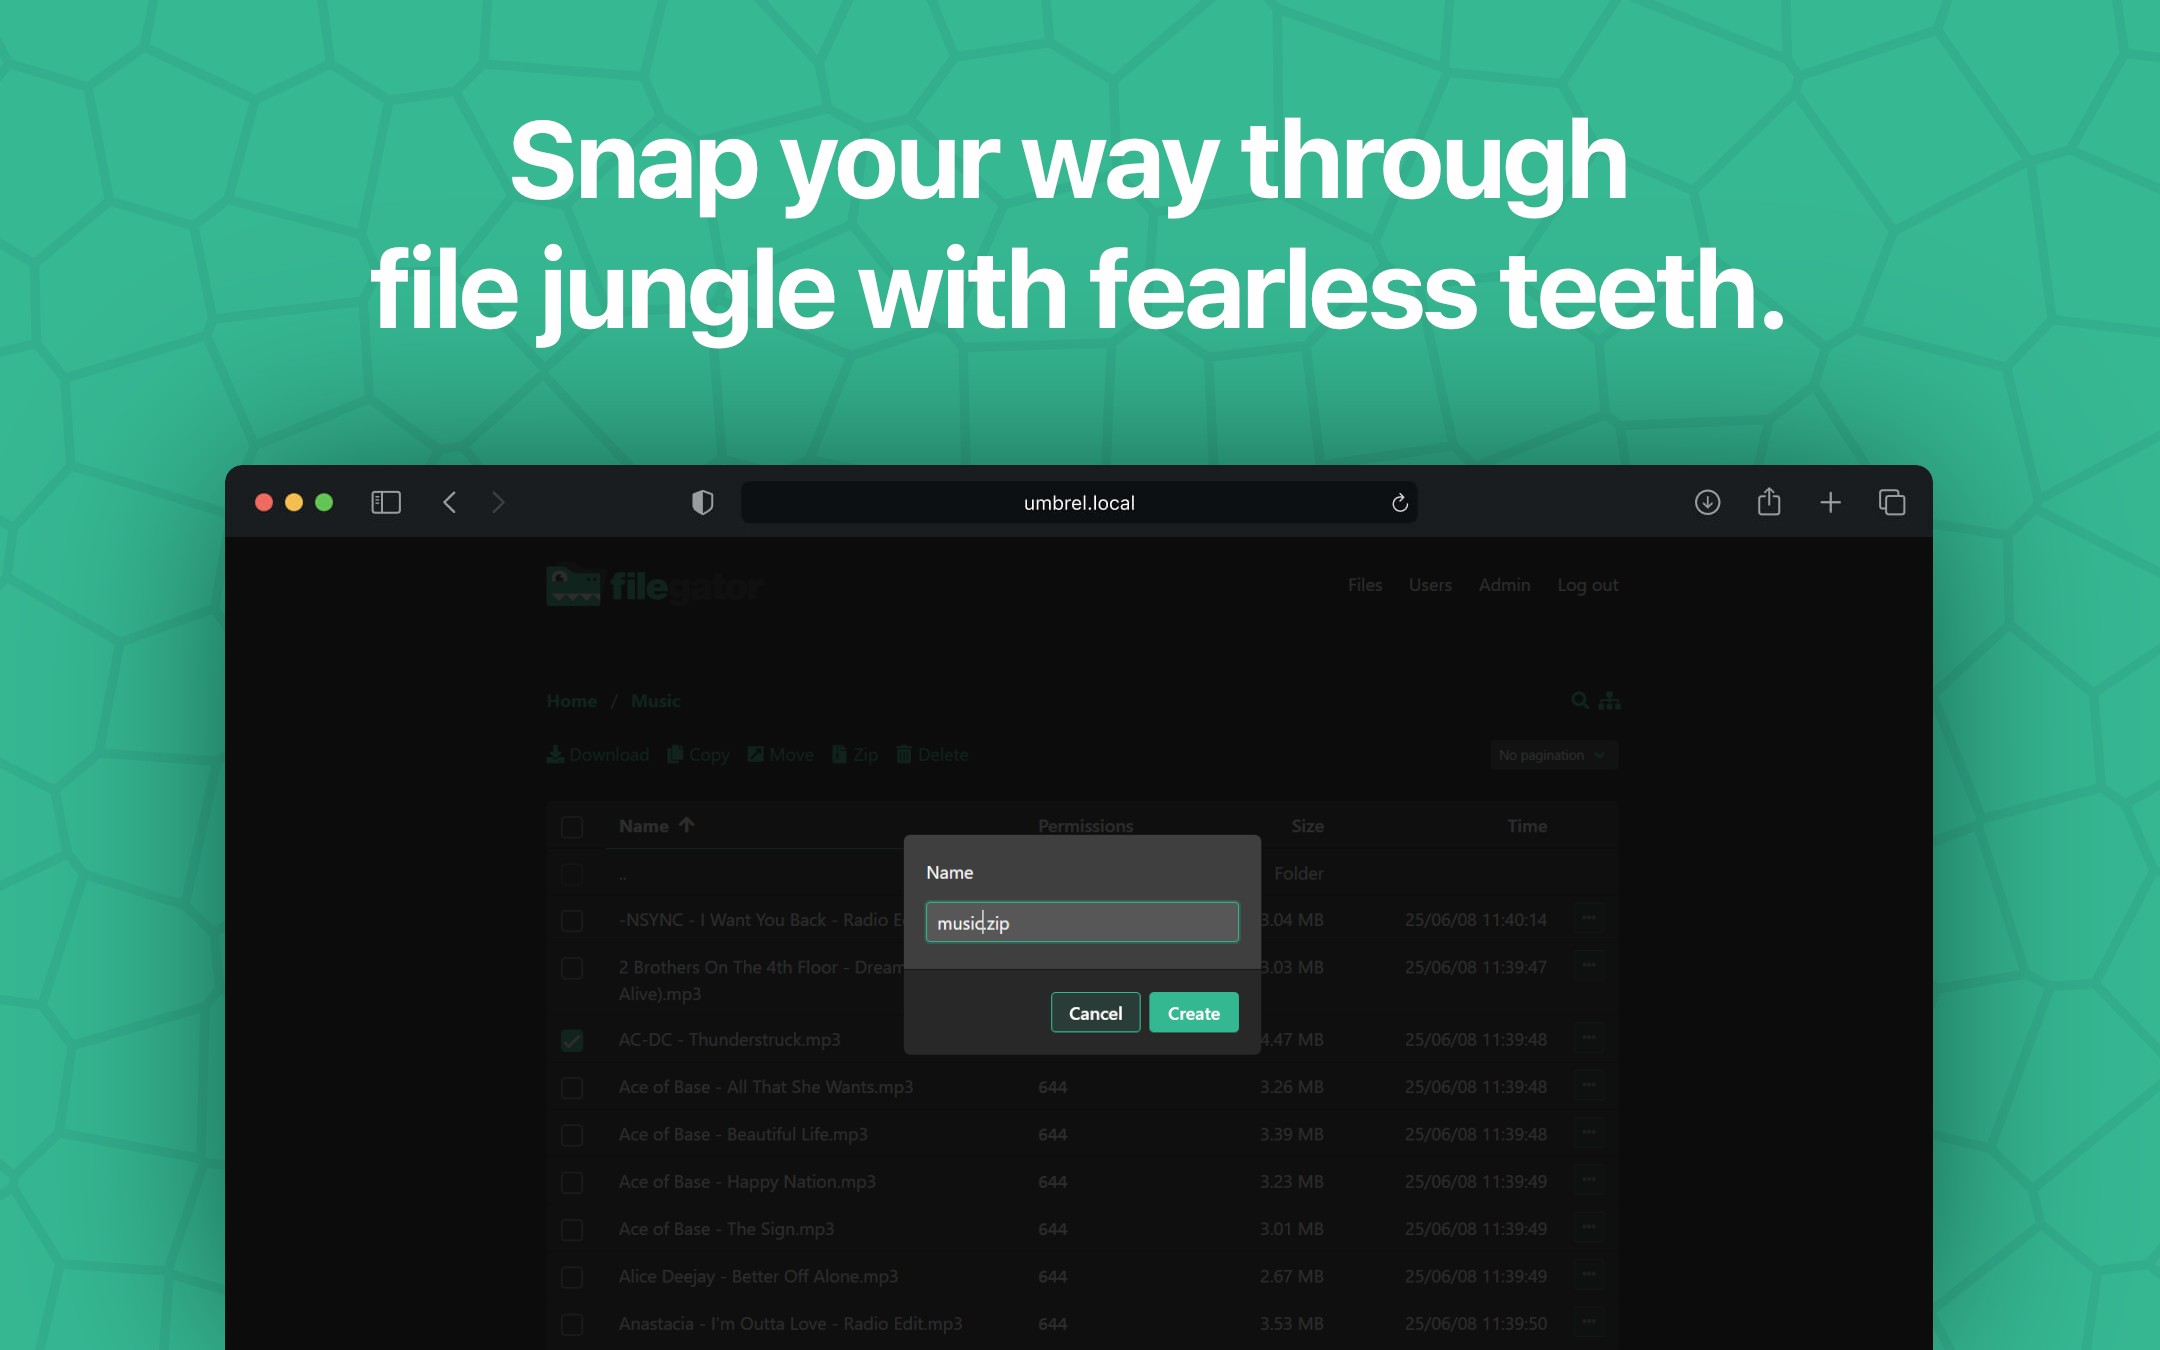 Snap your way through
file jungle with fearless teeth.
umbrel.local
filegator
Files Users Admin Log out
Home / Music
Download Copy Move Zip Delete
No pagination
Name Permissions Size Time
.. Folder
-NSYNC - I Want You Back - Radio 3.04 MB 25/06/08 11:40:14
2 Brothers On The 4th Floor - Dream 3.03 MB 25/06/08 11:39:47
Alive).mp3
AC-DC - Thunderstruck.mp3 4.47 MB 25/06/08 11:39:48
Ace of Base - All That She Wants.mp3 644 3.26 MB 25/06/08 11:39:48
Ace of Base - Beautiful Life.mp3 644 3.39 MB 25/06/08 11:39:48
Ace of Base - Happy Nation.mp3 644 3.23 MB 25/06/08 11:39:49
Ace of Base - The Sign.mp3 644 3.01 MB 25/06/08 11:39:49
Alice Deejay - Better Off Alone.mp3 644 2.67 MB 25/06/08 11:39:49
Anastacia - I'm Outta Love - Radio Edit.mp3 644 3.53 MB 25/06/08 11:39:50
Name
music.zip
Cancel Create